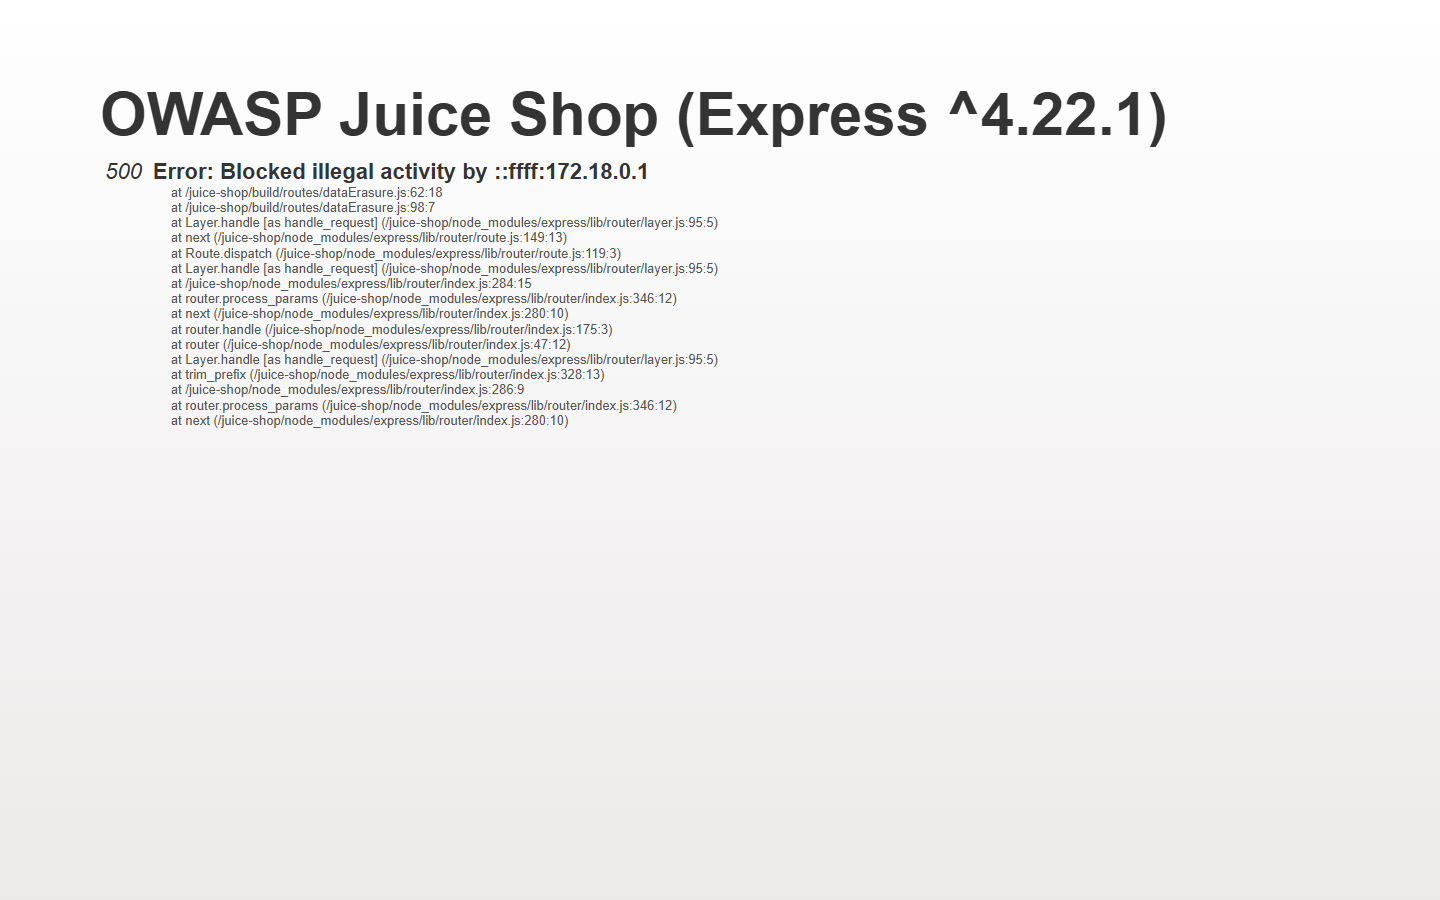 OWASP Juice Shop (Express ^4.22.1)
500 Error: Blocked illegal activity by ::ffff:172.18.0.1
at /juice-shop/build/routes/dataErasure.js:62:18
at /juice-shop/build/routes/dataErasure.js:98:7
at Layer.handle [as handle_request] (/juice-shop/node_modules/express/lib/router/layer.js:95:5)
at next (/juice-shop/node_modules/express/lib/router/route.js:149:13)
at Route.dispatch (/juice-shop/node_modules/express/lib/router/route.js:119:3)
at Layer.handle [as handle_request] (/juice-shop/node_modules/express/lib/router/layer.js:95:5)
at /juice-shop/node_modules/express/lib/router/index.js:284:15
at router.process_params (/juice-shop/node_modules/express/lib/router/index.js:346:12)
at next (/juice-shop/node_modules/express/lib/router/index.js:280:10)
at router.handle (/juice-shop/node_modules/express/lib/router/index.js:175:3)
at router (/juice-shop/node_modules/express/lib/router/index.js:47:12)
at Layer.handle [as handle_request] (/juice-shop/node_modules/express/lib/router/layer.js:95:5)
at trim_prefix (/juice-shop/node_modules/express/lib/router/index.js:328:13)
at /juice-shop/node_modules/express/lib/router/index.js:286:9
at router.process_params (/juice-shop/node_modules/express/lib/router/index.js:346:12)
at next (/juice-shop/node_modules/express/lib/router/index.js:280:10)